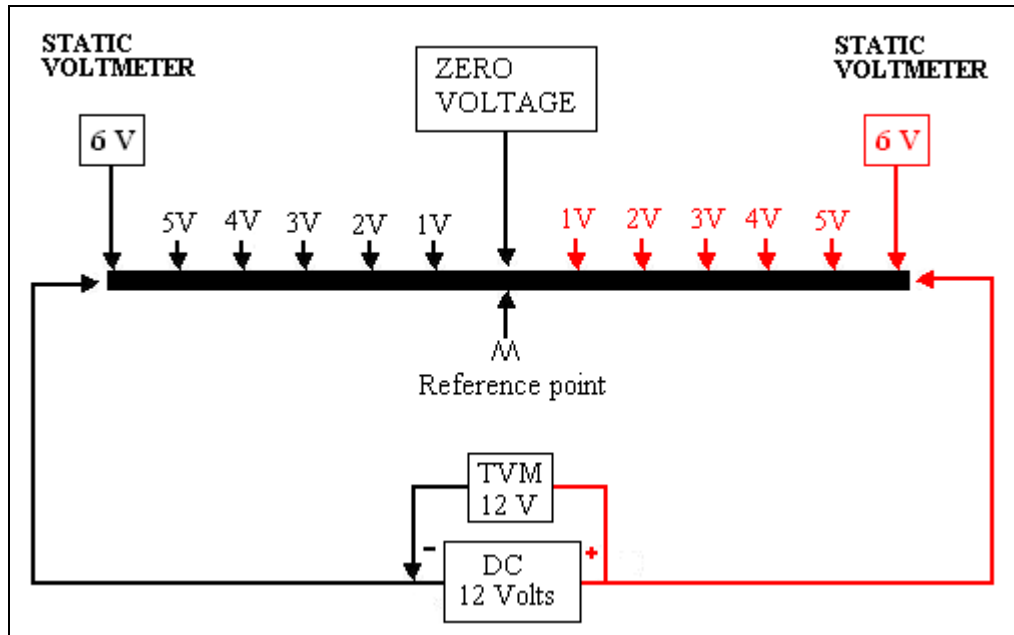 STATIC
VOLTMETER
ZERO
VOLTAGE
STATIC
VOLTMETER
6 V
6 V
5V 4V 3V 2V 1V
1V 2V 3V 4V 5V
Reference point
TVM
12 V
- +
DC
12 Volts